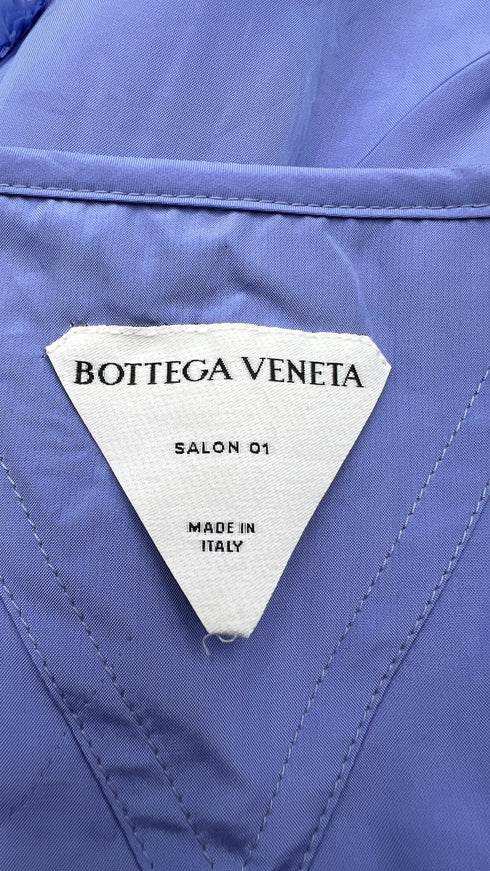 BOTTEGA VENETA
SALON 01
MADE IN
ITALY